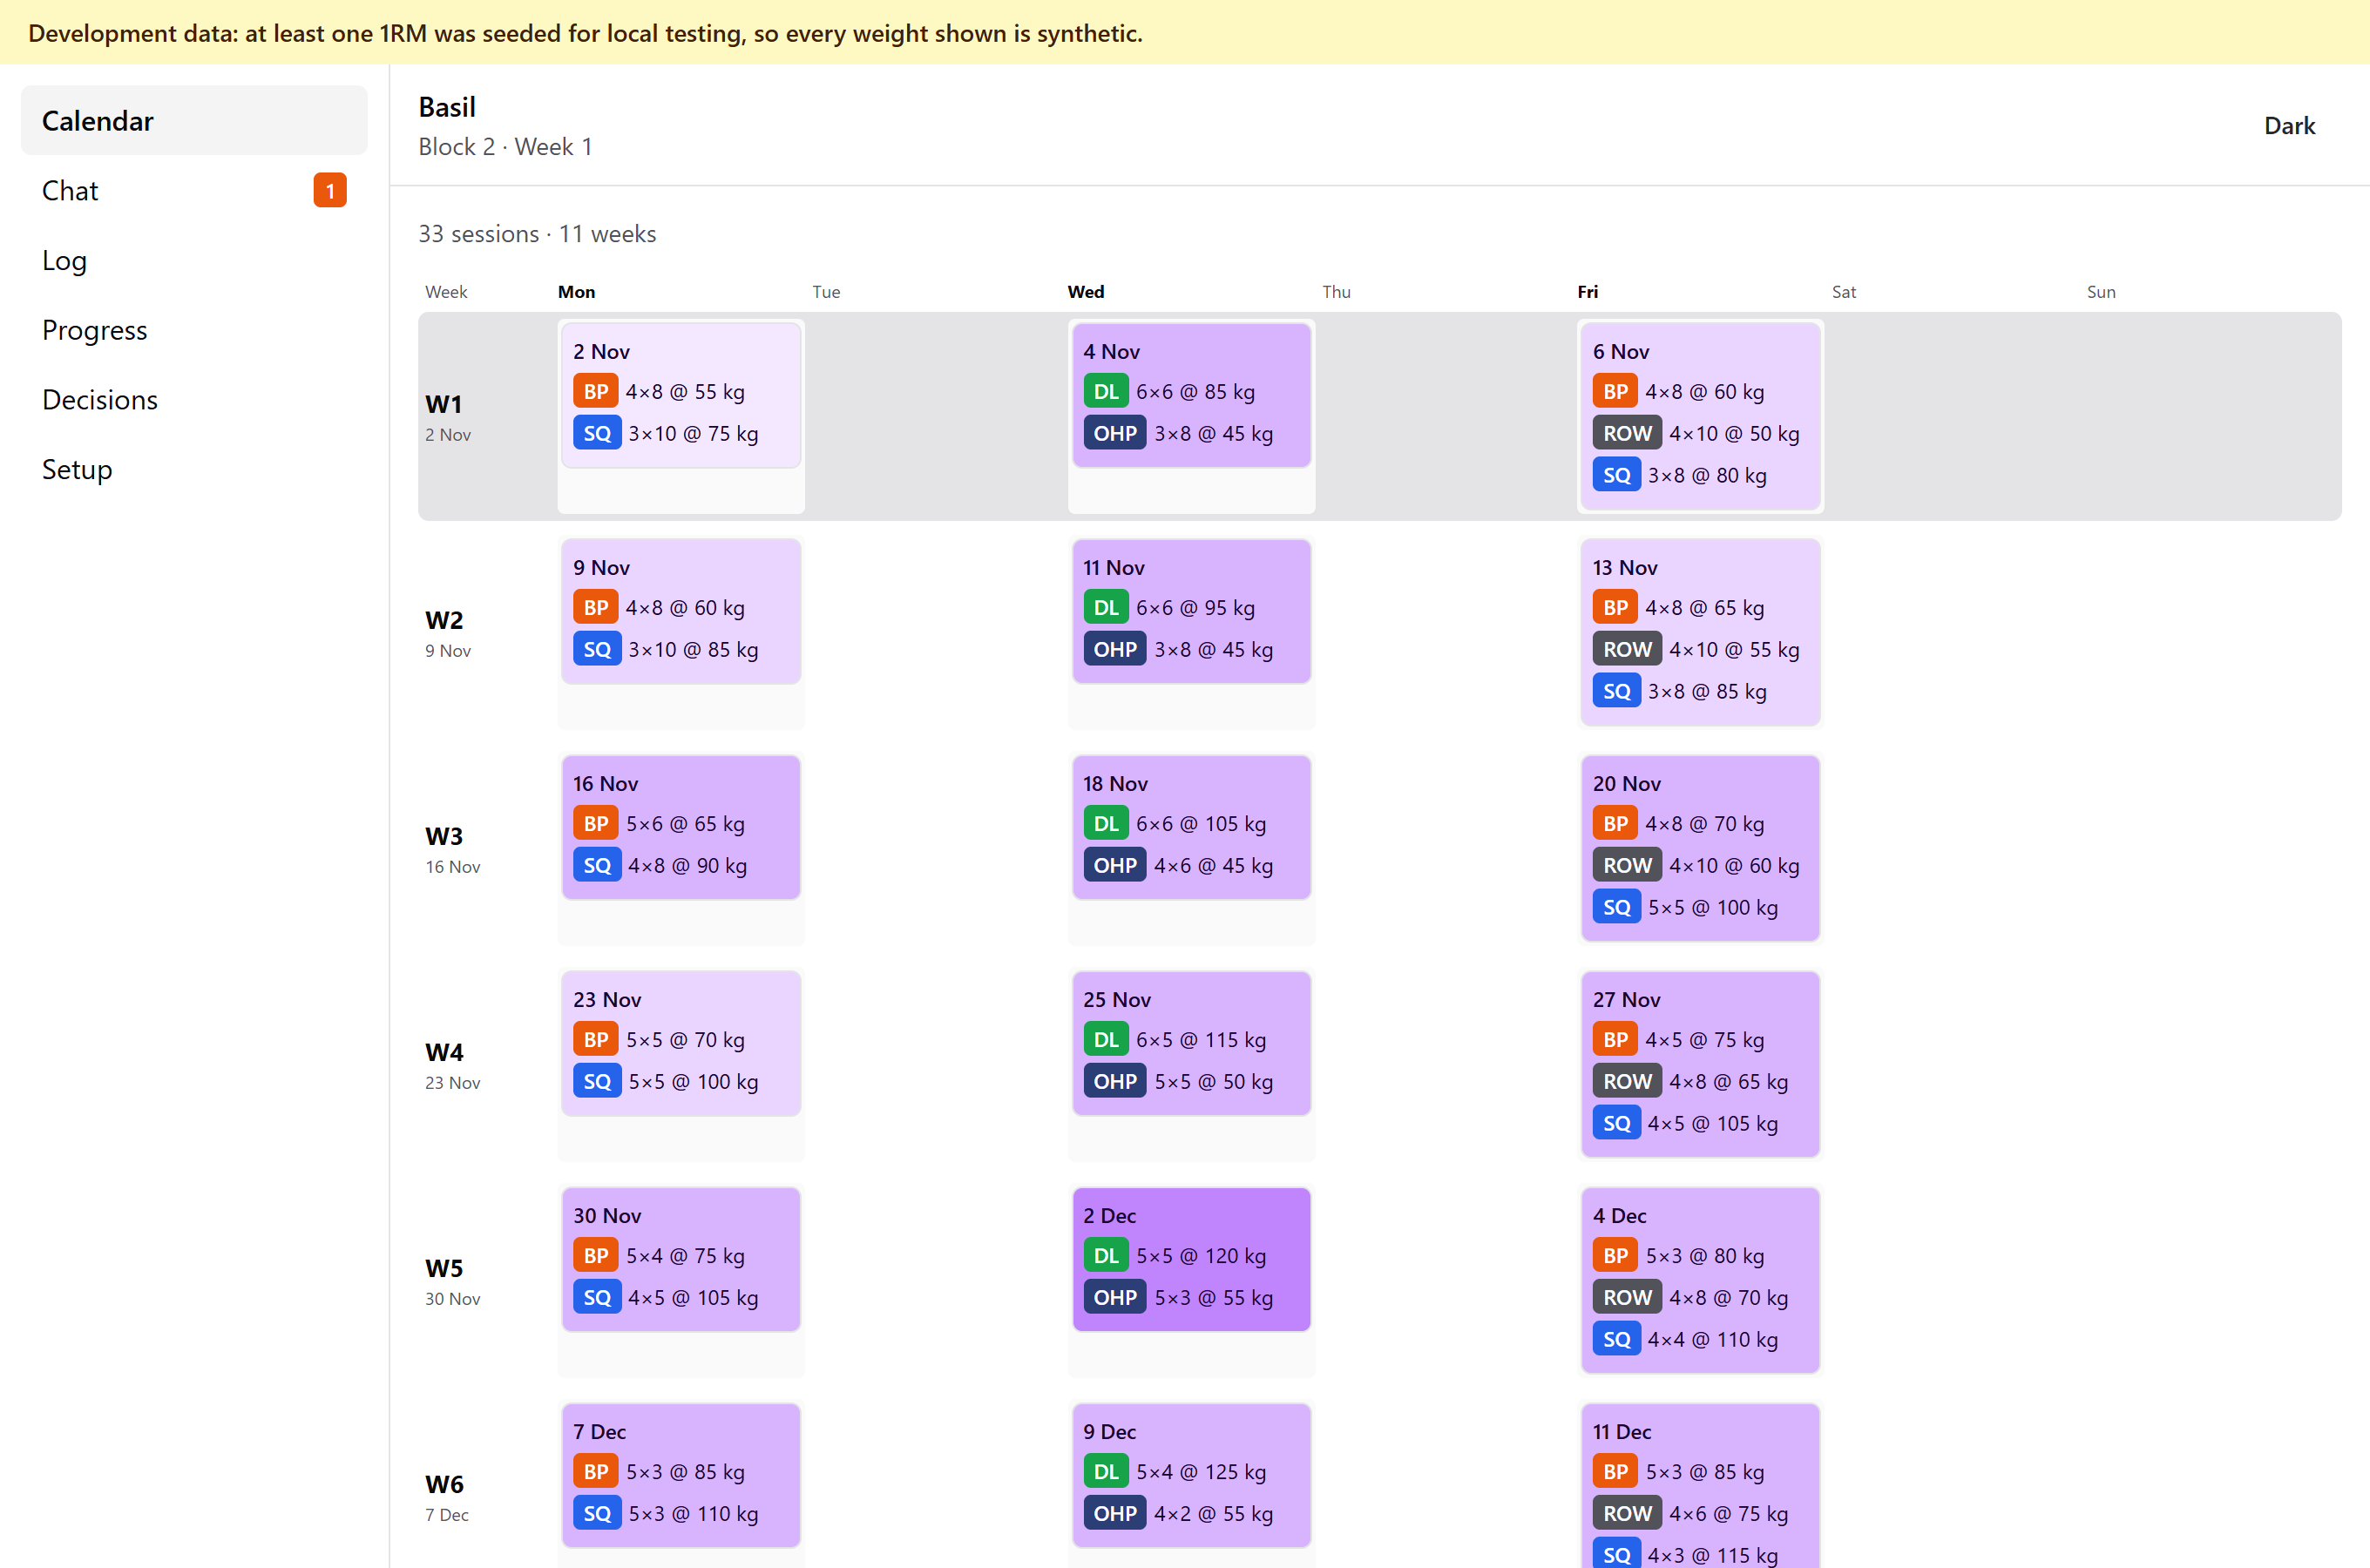 Development data: at least one 1RM was seeded for local testing, so every weight shown is synthetic.
Calendar
Chat 1
Log
Progress
Decisions
Setup
Basil
Block 2 · Week 1
Dark
33 sessions · 11 weeks
Week Mon Tue Wed Thu Fri Sat Sun
W1
2 Nov
2 Nov
BP 4×8 @ 55 kg
SQ 3×10 @ 75 kg
4 Nov
DL 6×6 @ 85 kg
OHP 3×8 @ 45 kg
6 Nov
BP 4×8 @ 60 kg
ROW 4×10 @ 50 kg
SQ 3×8 @ 80 kg
W2
9 Nov
9 Nov
BP 4×8 @ 60 kg
SQ 3×10 @ 85 kg
11 Nov
DL 6×6 @ 95 kg
OHP 3×8 @ 45 kg
13 Nov
BP 4×8 @ 65 kg
ROW 4×10 @ 55 kg
SQ 3×8 @ 85 kg
W3
16 Nov
16 Nov
BP 5×6 @ 65 kg
SQ 4×8 @ 90 kg
18 Nov
DL 6×6 @ 105 kg
OHP 4×6 @ 45 kg
20 Nov
BP 4×8 @ 70 kg
ROW 4×10 @ 60 kg
SQ 5×5 @ 100 kg
W4
23 Nov
23 Nov
BP 5×5 @ 70 kg
SQ 5×5 @ 100 kg
25 Nov
DL 6×5 @ 115 kg
OHP 5×5 @ 50 kg
27 Nov
BP 4×5 @ 75 kg
ROW 4×8 @ 65 kg
SQ 4×5 @ 105 kg
W5
30 Nov
30 Nov
BP 5×4 @ 75 kg
SQ 4×5 @ 105 kg
2 Dec
DL 5×5 @ 120 kg
OHP 5×3 @ 55 kg
4 Dec
BP 5×3 @ 80 kg
ROW 4×8 @ 70 kg
SQ 4×4 @ 110 kg
W6
7 Dec
7 Dec
BP 5×3 @ 85 kg
SQ 5×3 @ 110 kg
9 Dec
DL 5×4 @ 125 kg
OHP 4×2 @ 55 kg
11 Dec
BP 5×3 @ 85 kg
ROW 4×6 @ 75 kg
SQ 4×3 @ 115 kg